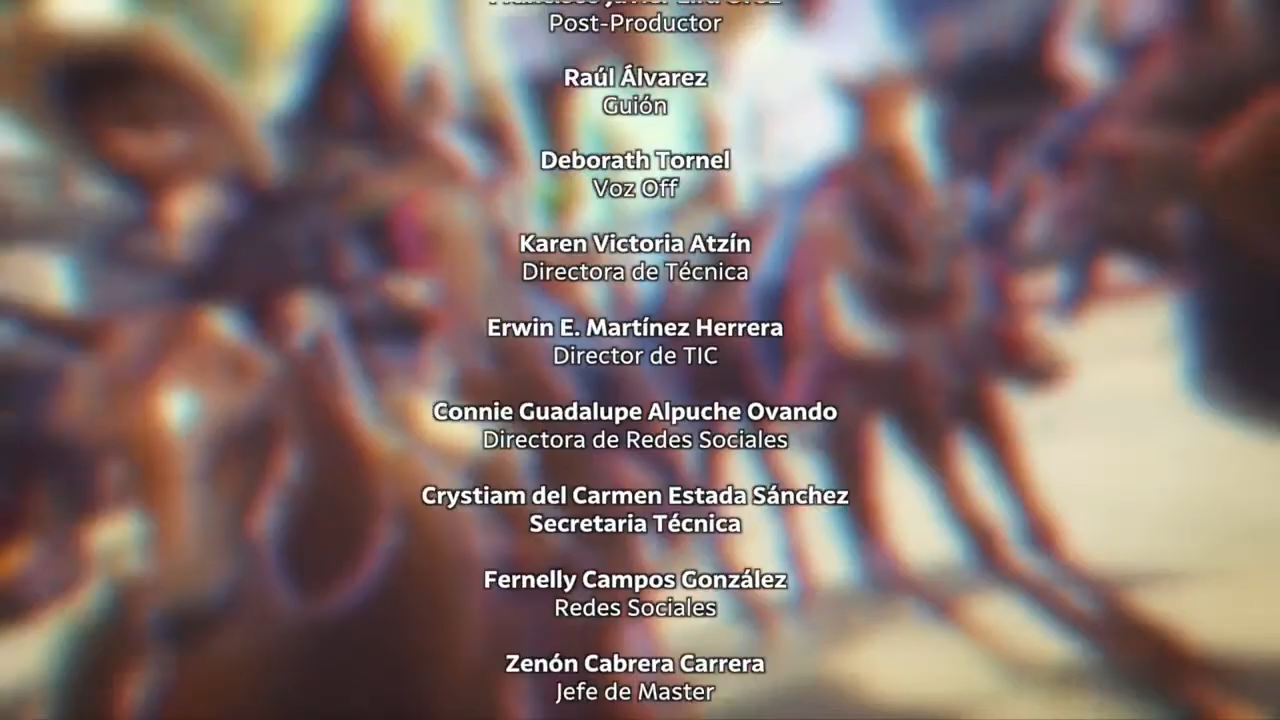 Post-Productor
Raúl Álvarez
Guión
Deborath Tornel
Voz Off
Karen Victoria Atzín
Directora de Técnica
Erwin E. Martínez Herrera
Director de TIC
Connie Guadalupe Alpuche Ovando
Directora de Redes Sociales
Crystiam del Carmen Estada Sánchez
Secretaria Técnica
Fernelly Campos González
Redes Sociales
Zenón Cabrera Carrera
Jefe de Master